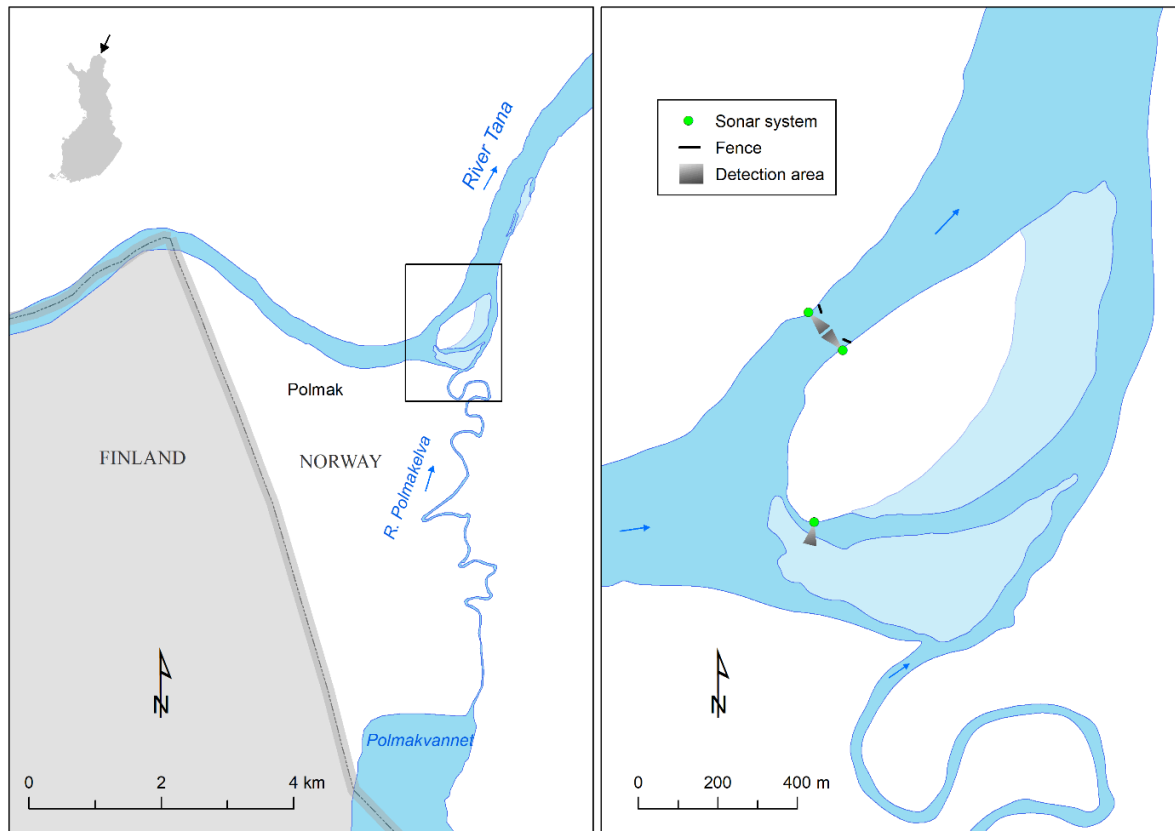 River Tana
Polmak
FINLAND
NORWAY
R. Polmakelva
N
Polmakvannet
0 2 4 km
Sonar system
Fence
Detection area
N
0 200 400 m